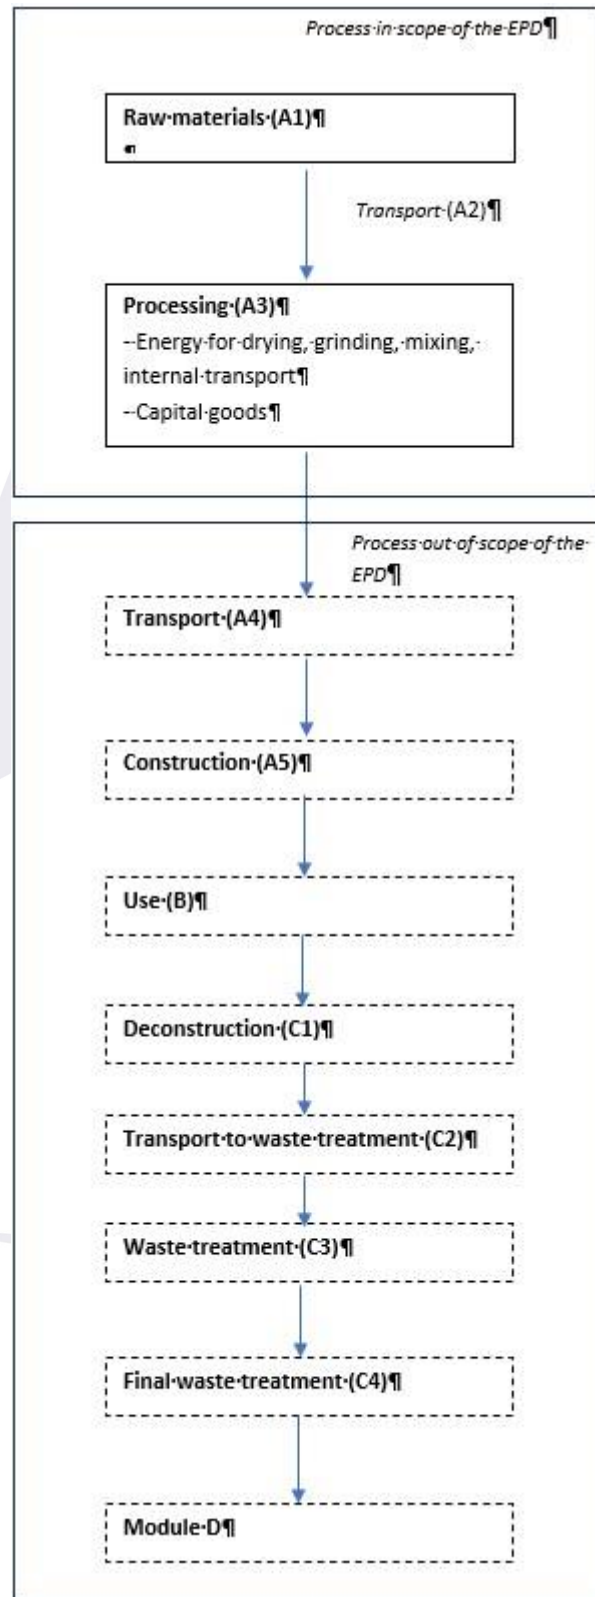 Process·in·scope·of·the·EPD¶
Raw·materials·(A1)¶
¶
Transport·(A2)¶
Processing·(A3)¶
-·Energy·for·drying,·grinding,·mixing,·
internal·transport¶
-·Capital·goods¶
Process·out·of·scope·of·the·
EPD¶
Transport·(A4)¶
Construction·(A5)¶
Use·(B)¶
Deconstruction·(C1)¶
Transport·to·waste·treatment·(C2)¶
Waste·treatment·(C3)¶
Final·waste·treatment·(C4)¶
Module·D¶